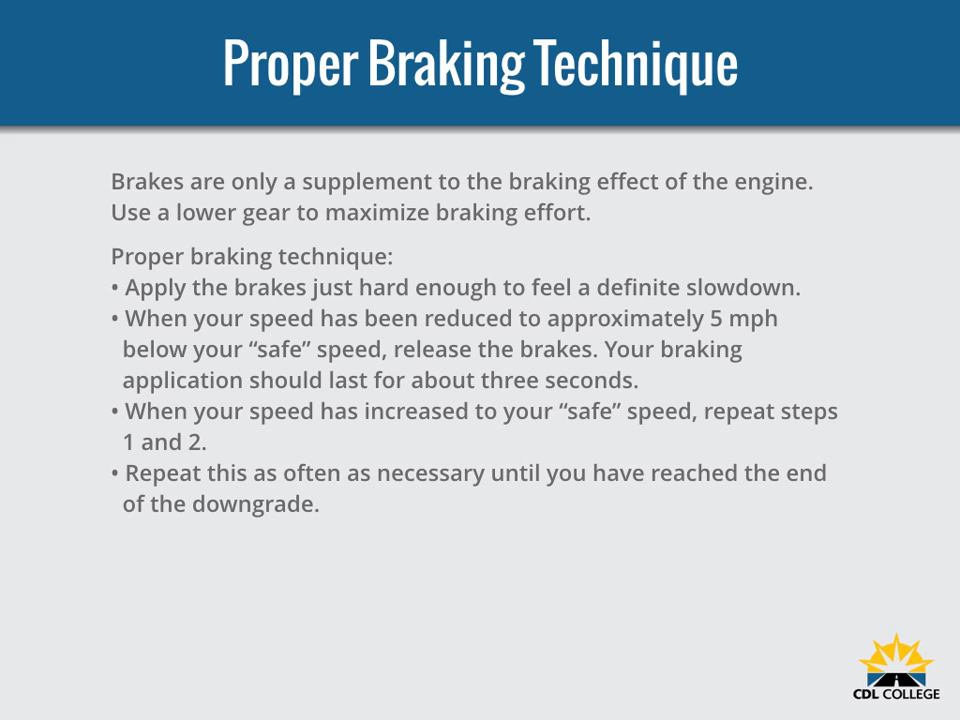 Proper Braking Technique
Brakes are only a supplement to the braking effect of the engine.
Use a lower gear to maximize braking effort.
Proper braking technique:
• Apply the brakes just hard enough to feel a definite slowdown.
• When your speed has been reduced to approximately 5 mph
below your “safe” speed, release the brakes. Your braking
application should last for about three seconds.
• When your speed has increased to your “safe” speed, repeat steps
1 and 2.
• Repeat this as often as necessary until you have reached the end
of the downgrade.
CDL COLLEGE